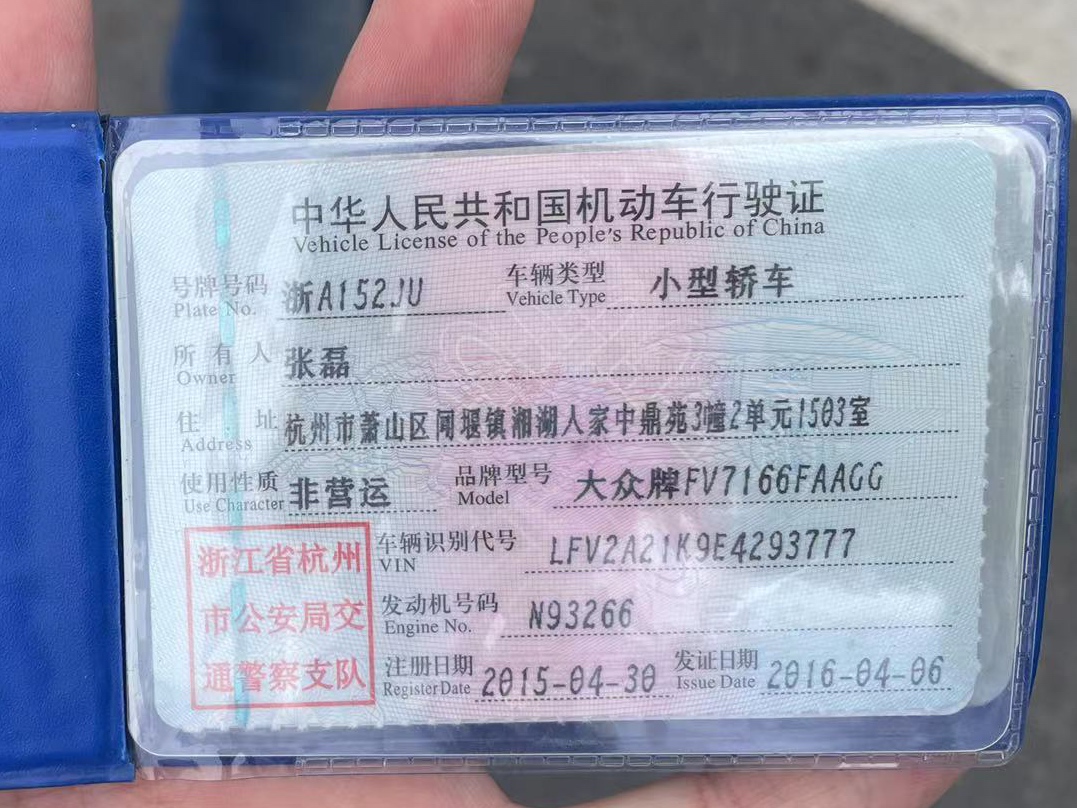 中华人民共和国机动车行驶证
Vehicle License of the People's Republic of China
号牌号码 浙A152JU 车辆类型 小型轿车
Plate No. Vehicle Type
所有人 张磊
Owner
住址 杭州市萧山区闻堰镇湘湖人家中鼎苑3幢2单元1503室
Address
使用性质 非营运 品牌型号 大众牌FV7166FAAGG
Use Character Model
浙江省杭州
市公安局交
通警察支队
车辆识别代号 LFV2A21K9E4293777
VIN
发动机号码 N93266
Engine No.
注册日期 2015-04-30 发证日期 2016-04-06
Register Date Issue Date